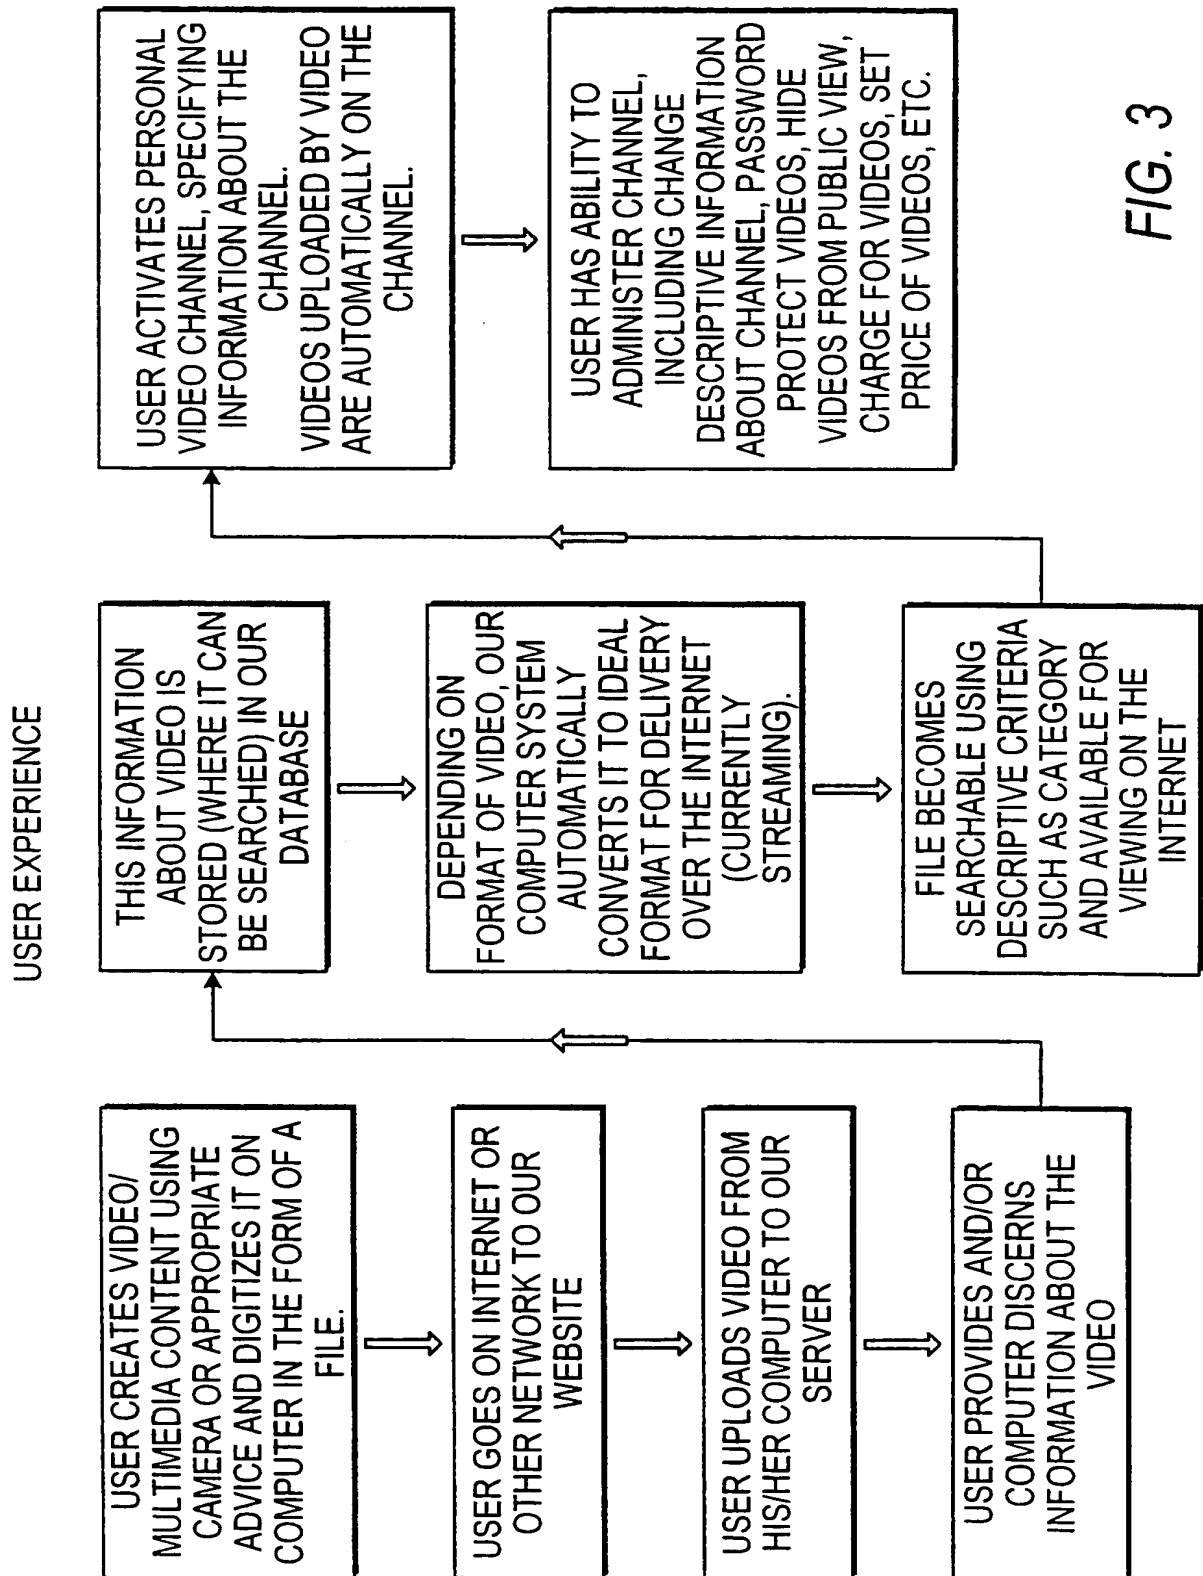 USER EXPERIENCE
USER CREATES VIDEO/
MULTIMEDIA CONTENT USING
CAMERA OR APPROPRIATE
ADVICE AND DIGITIZES IT ON
COMPUTER IN THE FORM OF A
FILE.
USER GOES ON INTERNET OR
OTHER NETWORK TO OUR
WEBSITE
USER UPLOADS VIDEO FROM
HIS/HER COMPUTER TO OUR
SERVER
USER PROVIDES AND/OR
COMPUTER DISCERNS
INFORMATION ABOUT THE
VIDEO
THIS INFORMATION
ABOUT VIDEO IS
STORED (WHERE IT CAN
BE SEARCHED) IN OUR
DATABASE
DEPENDING ON
FORMAT OF VIDEO, OUR
COMPUTER SYSTEM
AUTOMATICALLY
CONVERTS IT TO IDEAL
FORMAT FOR DELIVERY
OVER THE INTERNET
(CURRENTLY
STREAMING).
FILE BECOMES
SEARCHABLE USING
DESCRIPTIVE CRITERIA
SUCH AS CATEGORY
AND AVAILABLE FOR
VIEWING ON THE
INTERNET
USER ACTIVATES PERSONAL
VIDEO CHANNEL, SPECIFYING
INFORMATION ABOUT THE
CHANNEL.
VIDEOS UPLOADED BY VIDEO
ARE AUTOMATICALLY ON THE
CHANNEL.
USER HAS ABILITY TO
ADMINISTER CHANNEL,
INCLUDING CHANGE
DESCRIPTIVE INFORMATION
ABOUT CHANNEL, PASSWORD
PROTECT VIDEOS, HIDE
VIDEOS FROM PUBLIC VIEW,
CHARGE FOR VIDEOS, SET
PRICE OF VIDEOS, ETC.
FIG. 3